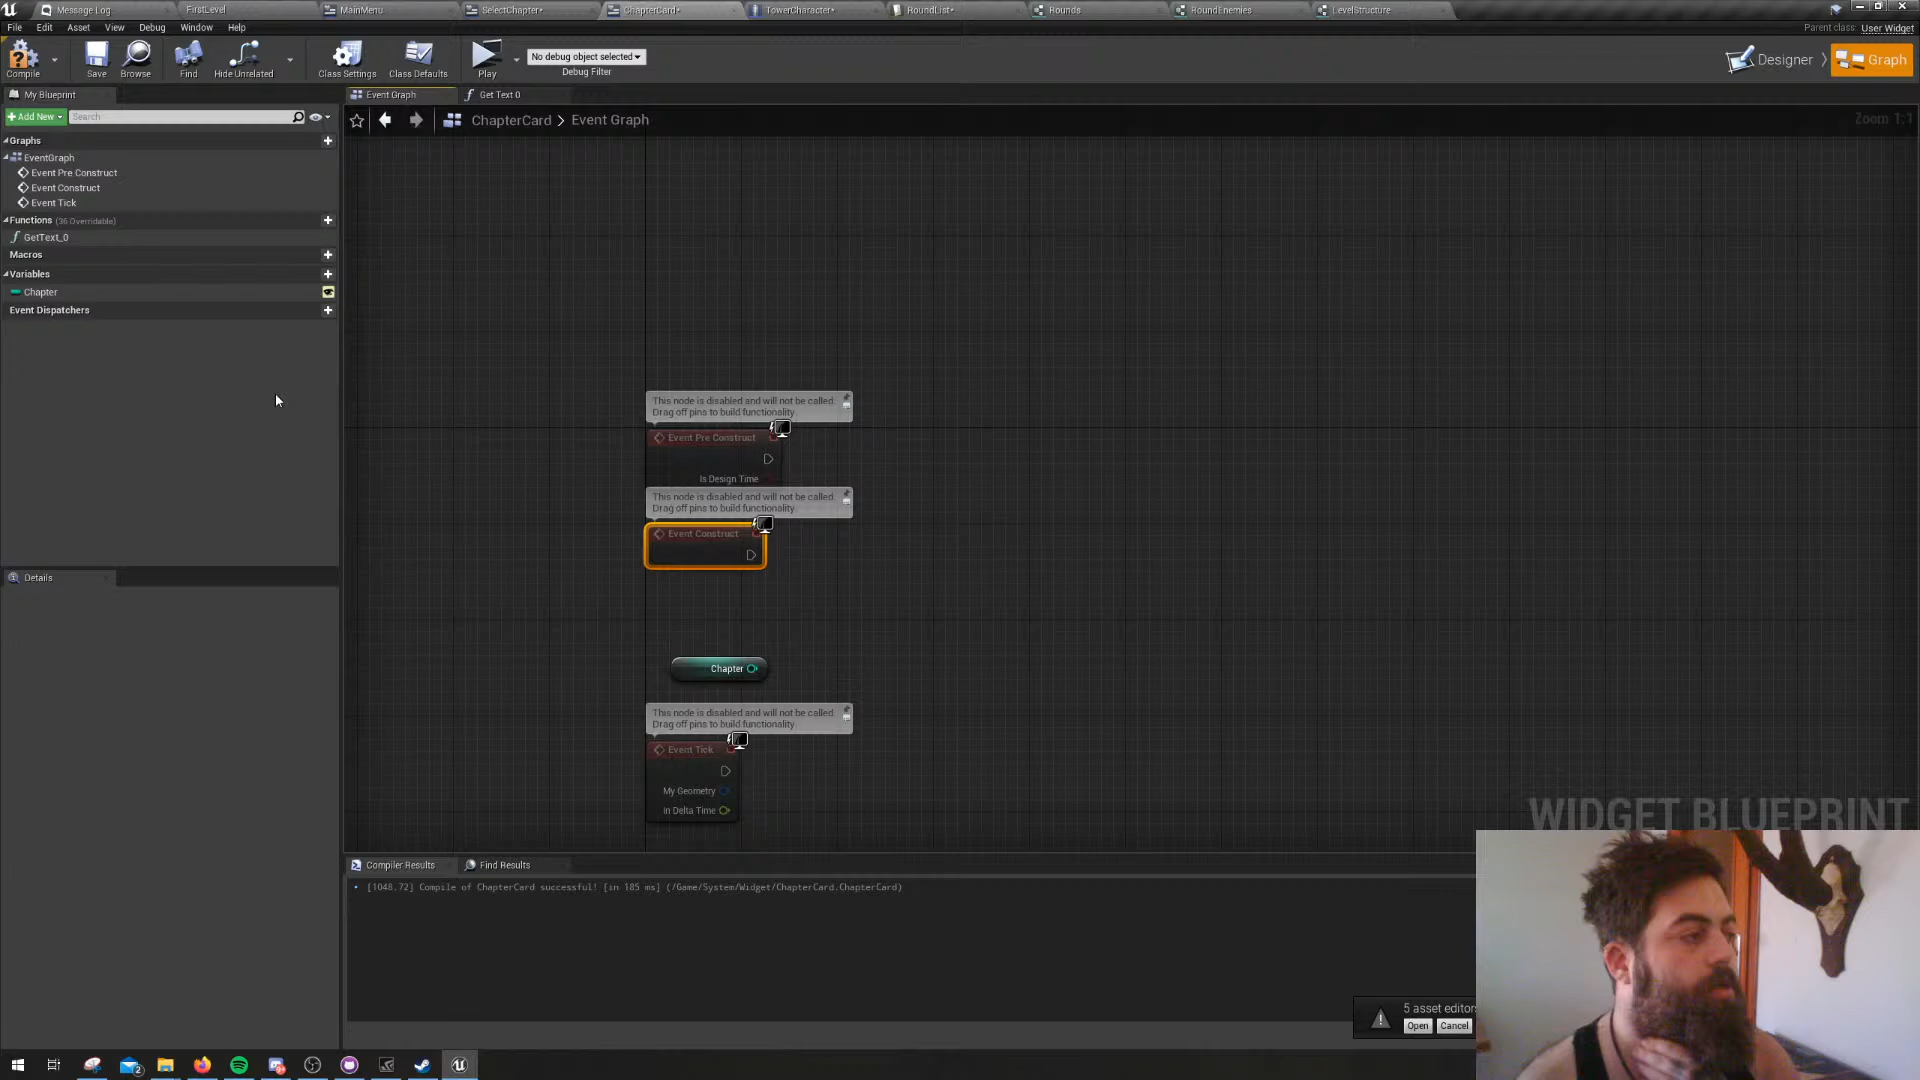 Message Log
FirstLevel
MainMenu
SelectChapter*
ChapterCard*
TowerCharacter*
RoundList*
Rounds
RoundEnemies
LevelStructure
File
Edit
Asset
View
Debug
Window
Help
Parent class: User Widget
Compile
Save
Browse
Find
Hide Unrelated
Class Settings
Class Defaults
Play
No debug object selected
Debug Filter
Designer
Graph
My Blueprint
Event Graph
Get Text 0
Add New
Search
ChapterCard > Event Graph
Zoom 1:1
Graphs
EventGraph
Event Pre Construct
Event Construct
Event Tick
Functions (36 Overridable)
GetText_0
Macros
Variables
Chapter
Event Dispatchers
This node is disabled and will not be called.
Drag off pins to build functionality.
Event Pre Construct
Is Design Time
This node is disabled and will not be called.
Drag off pins to build functionality.
Event Construct
Chapter
This node is disabled and will not be called.
Drag off pins to build functionality.
Event Tick
My Geometry
In Delta Time
WIDGET BLUEPRINT
Details
Compiler Results
Find Results
[1048.72] Compile of ChapterCard successful! [in 185 ms] (/Game/System/Widget/ChapterCard.ChapterCard)
5 asset editor
Open
Cancel
2